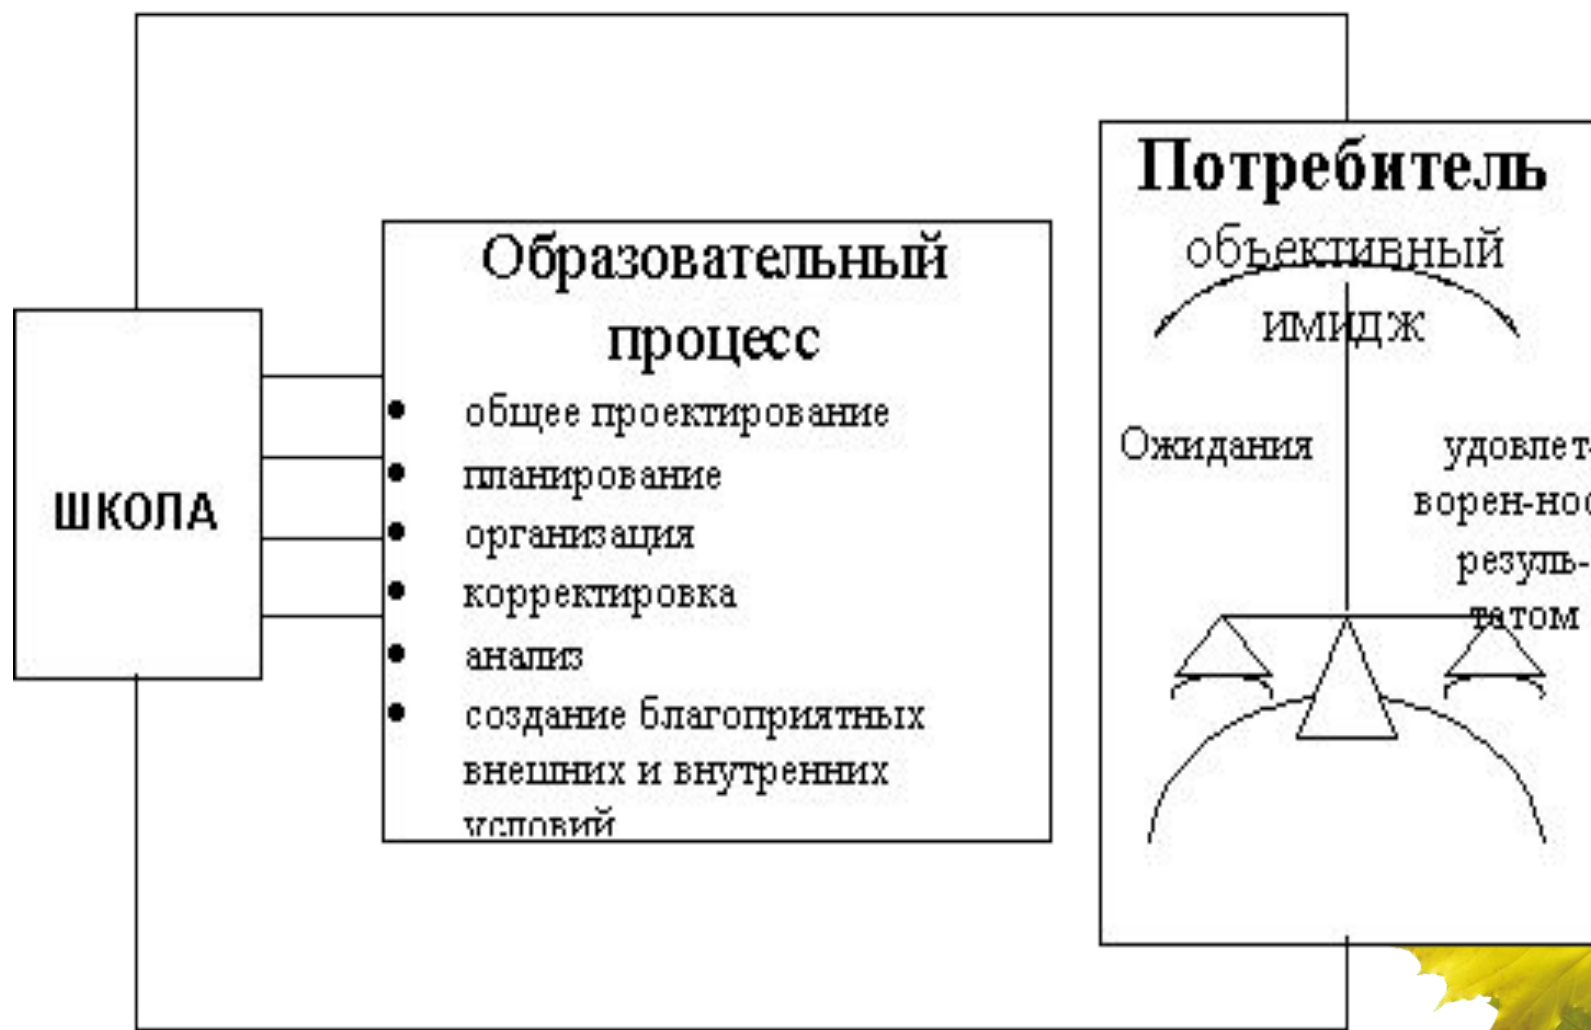 ШКОЛА
Образовательный
процесс
• общее проектирование
• планирование
• организация
• корректировка
• анализ
• создание благоприятных
внешних и внутренних
условий
Потребитель
объективный
имидж
Ожидания
удовлет-
ворен-нос
резуль-
татом